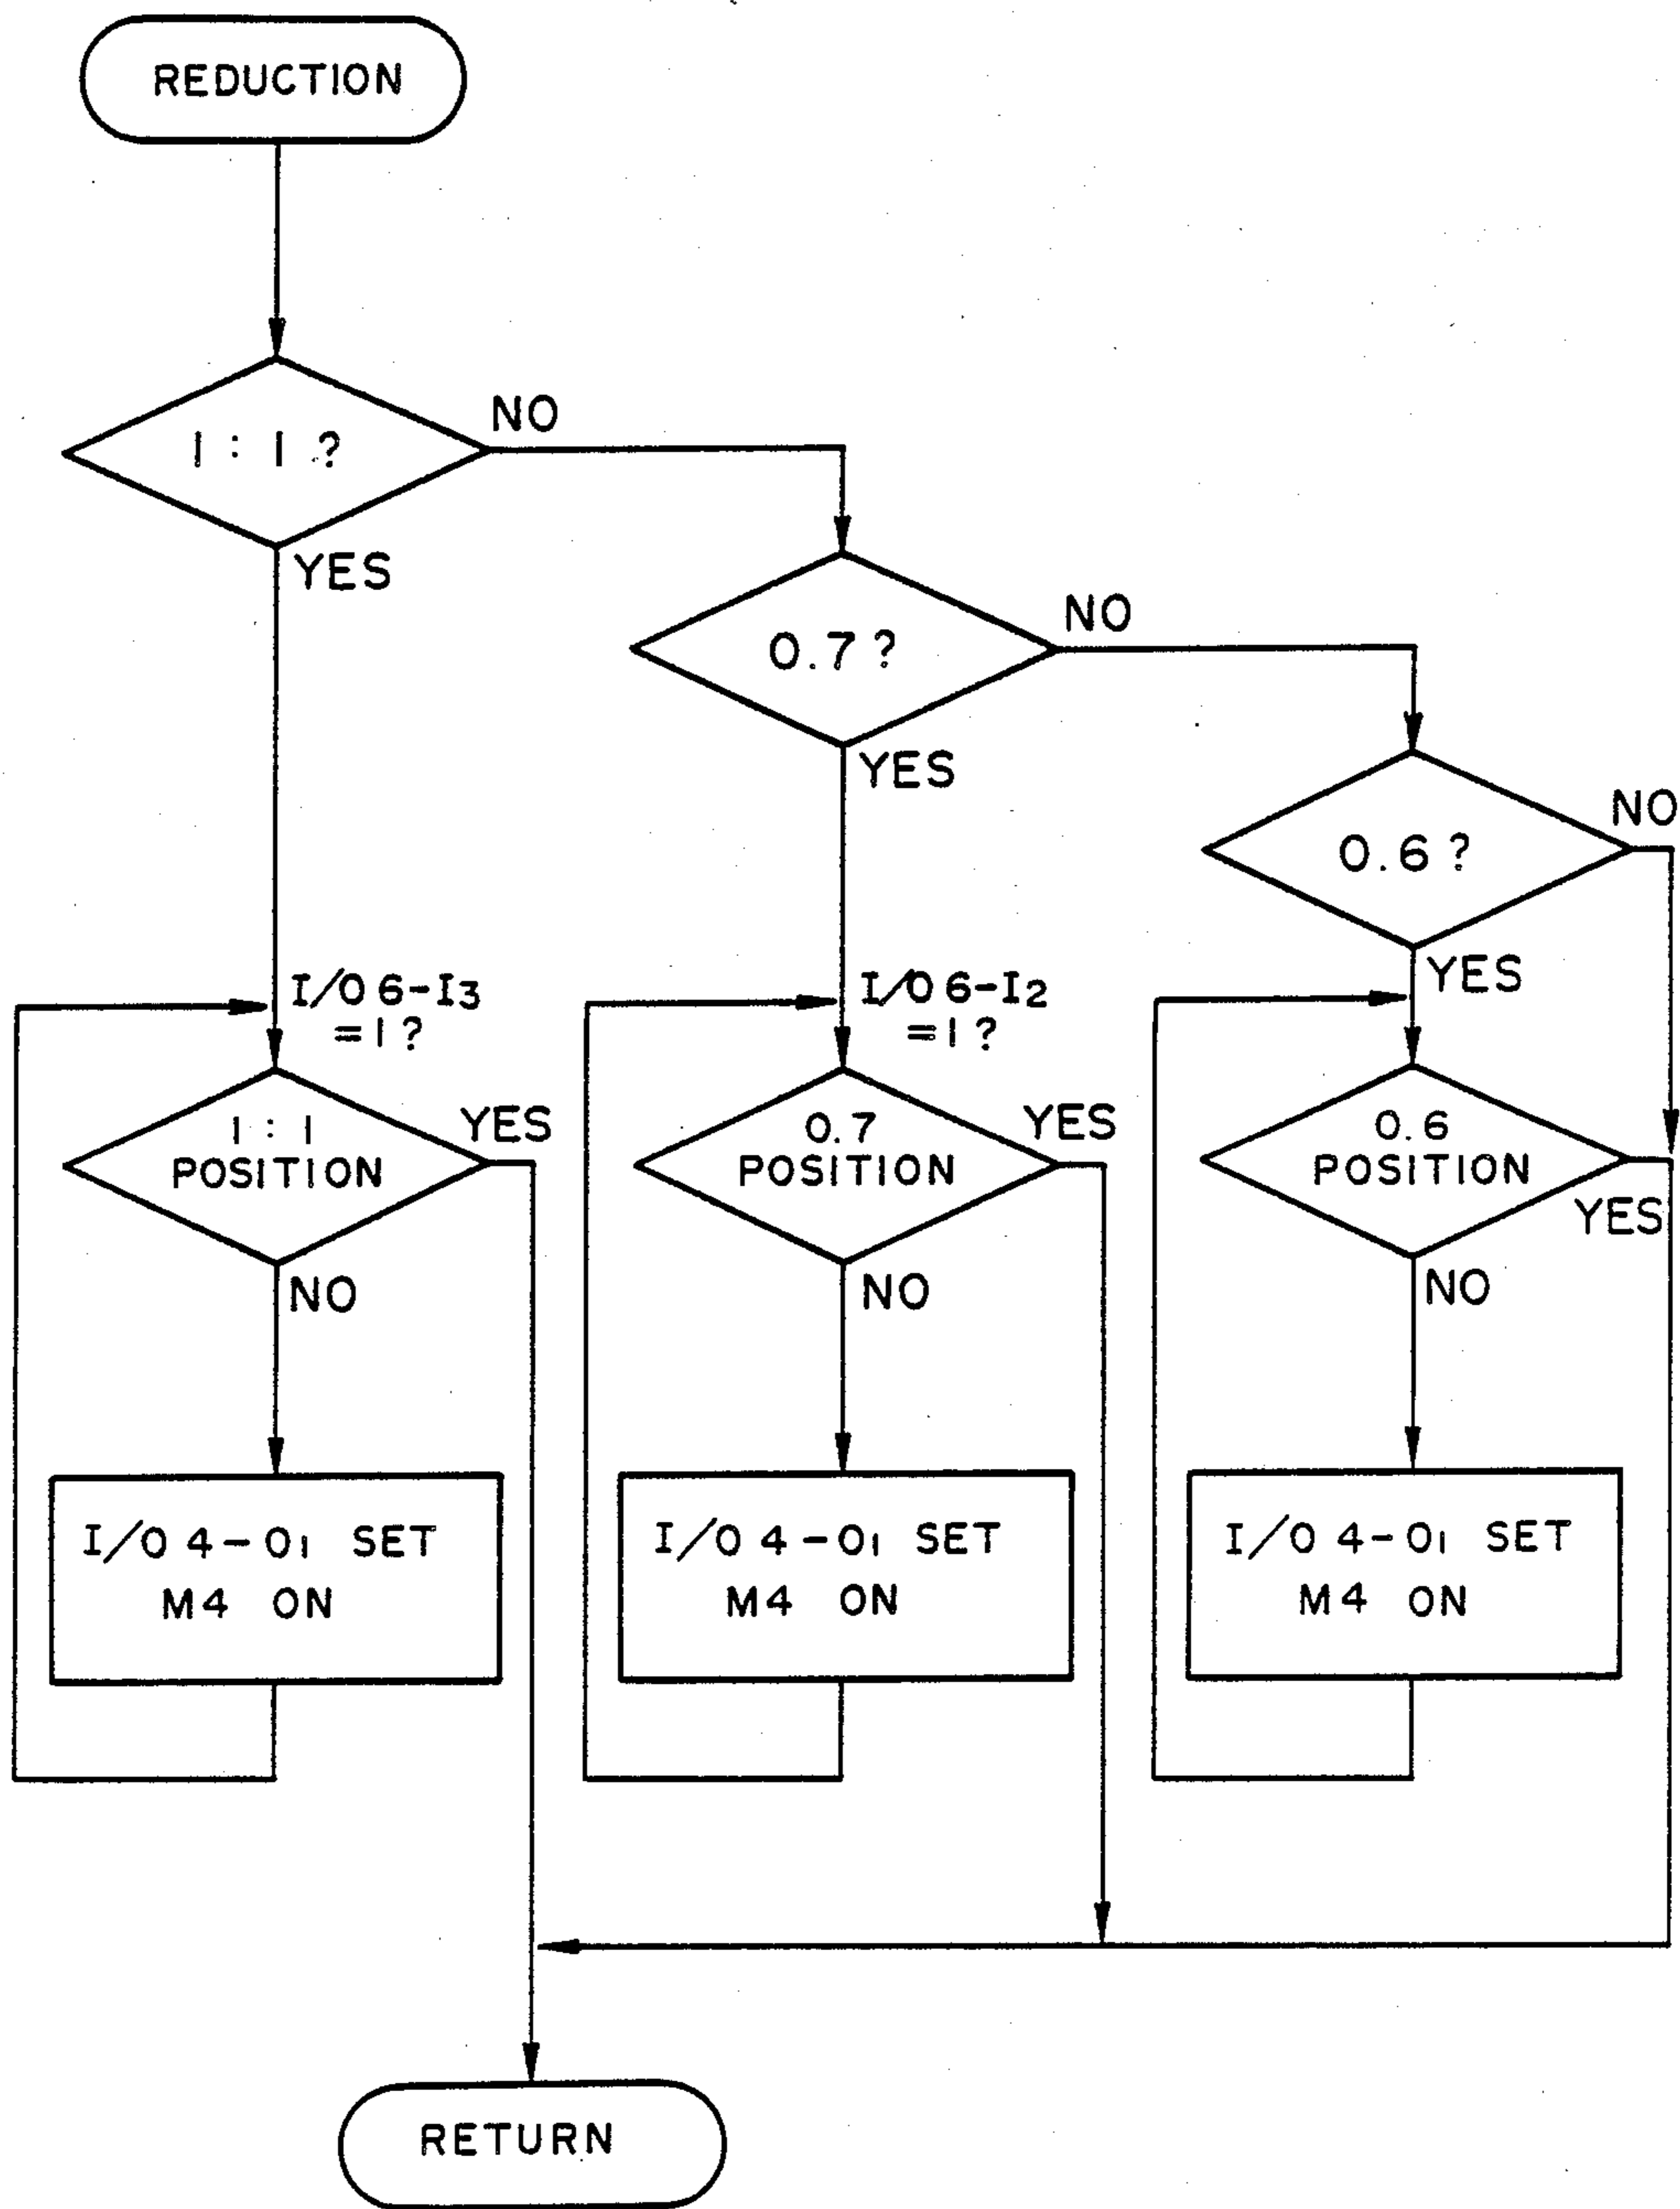 REDUCTION
1 : 1 ?
NO
YES
0.7 ?
NO
YES
0.6 ?
NO
YES
I/O 6-I3
=1 ?
1 : 1
POSITION
YES
NO
I/O 4-O1 SET
M4 ON
I/O 6-I2
=1 ?
0.7
POSITION
YES
NO
I/O 4-O1 SET
M4 ON
0.6
POSITION
YES
NO
I/O 4-O1 SET
M4 ON
RETURN